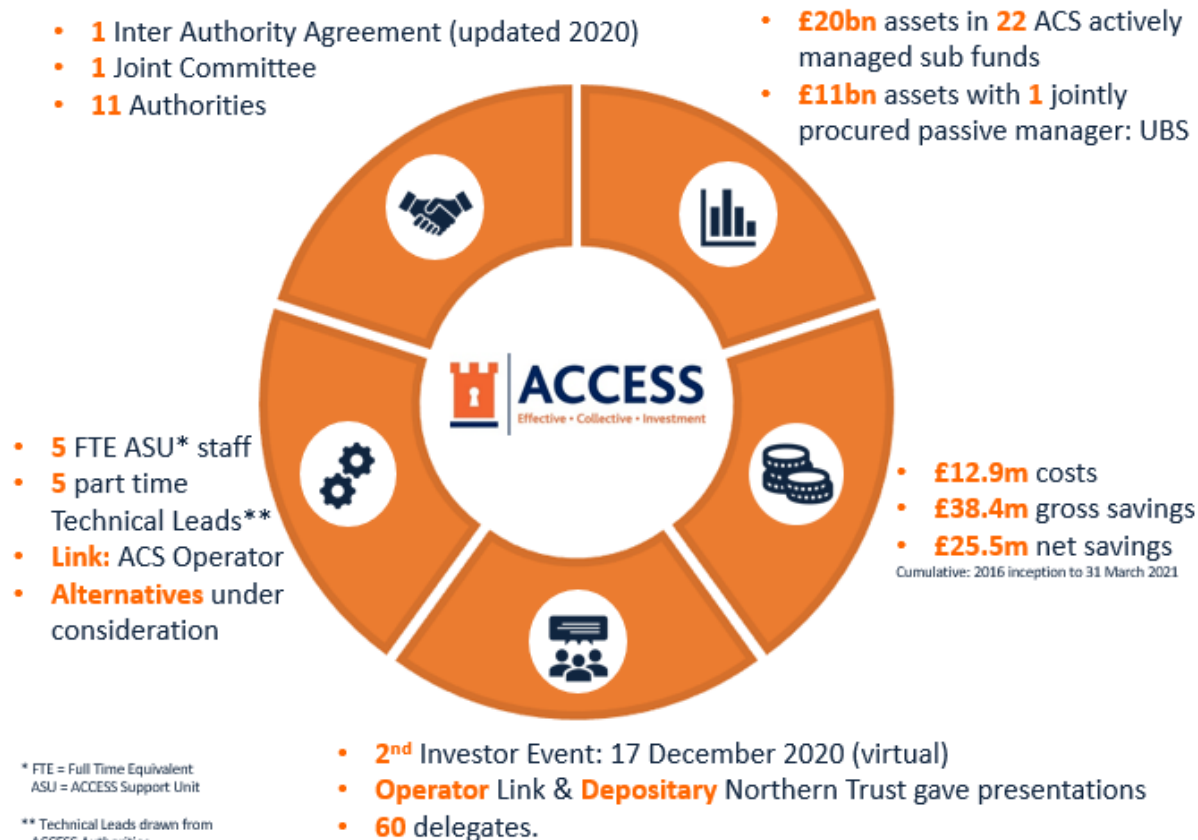 • 1 Inter Authority Agreement (updated 2020)
• 1 Joint Committee
• 11 Authorities
• £20bn assets in 22 ACS actively
managed sub funds
• £11bn assets with 1 jointly
procured passive manager: UBS
ACCESS
Effective • Collective • Investment
• 5 FTE ASU* staff
• 5 part time
Technical Leads**
• Link: ACS Operator
• Alternatives under
consideration
• £12.9m costs
• £38.4m gross savings
• £25.5m net savings
Cumulative: 2016 inception to 31 March 2021
• 2nd Investor Event: 17 December 2020 (virtual)
• Operator Link & Depositary Northern Trust gave presentations
• 60 delegates.
* FTE = Full Time Equivalent
ASU = ACCESS Support Unit
** Technical Leads drawn from
ACCESS Authorities